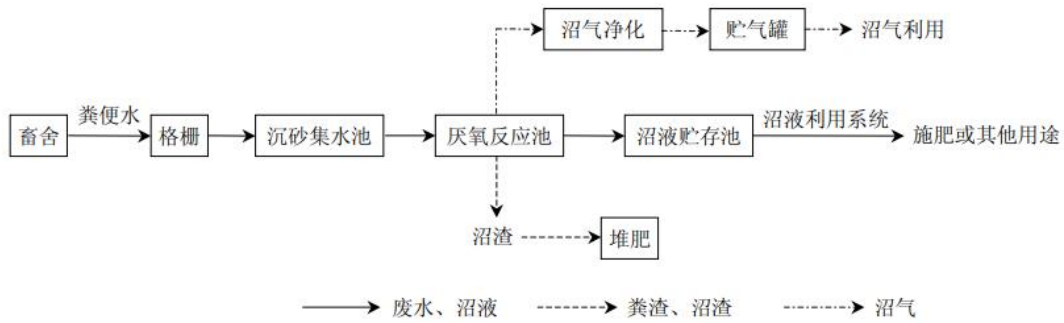 沼气净化
贮气罐
沼气利用
畜舍
粪便水
格栅
沉砂集水池
厌氧反应池
沼液贮存池
沼液利用系统
施肥或其他用途
沼渣
堆肥
废水、沼液
粪渣、沼渣
沼气